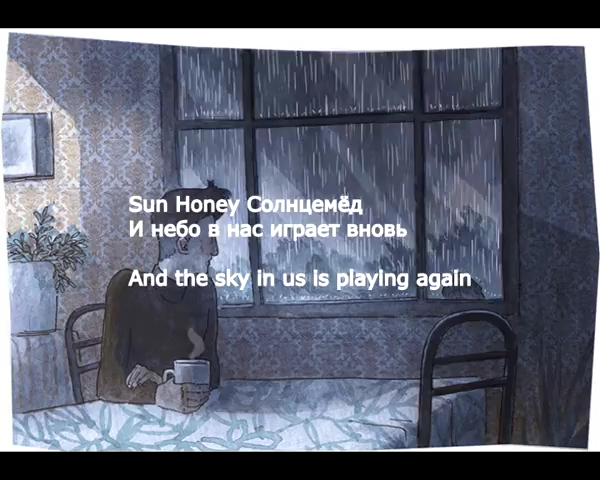 Sun Honey Солнцемёд
И небо в нас играет вновь
And the sky in us is playing again